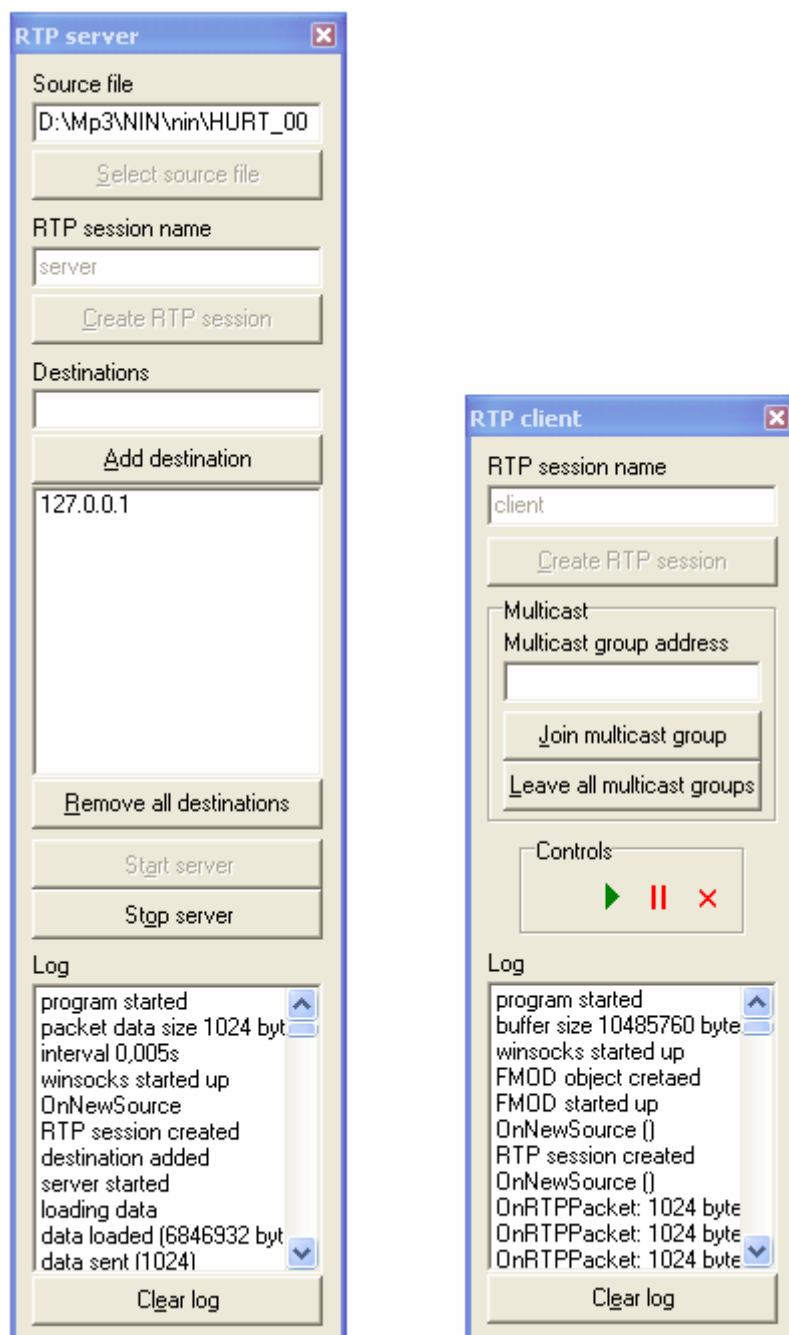 RTP server
Source file
D:\Mp3\NIN\nin\HURT_00
Select source file
RTP session name
server
Create RTP session
Destinations
Add destination
127.0.0.1
Remove all destinations
Start server
Stop server
Log
program started
packet data size 1024 byt
interval 0,005s
winsocks started up
OnNewSource
RTP session created
destination added
server started
loading data
data loaded (6846932 byt
data sent (1024)
Clear log
RTP client
RTP session name
client
Create RTP session
Multicast
Multicast group address
Join multicast group
Leave all multicast groups
Controls
Log
program started
buffer size 10485760 byte
winsocks started up
FMOD object cretaed
FMOD started up
OnNewSource ()
RTP session created
OnNewSource ()
OnRTPPacket: 1024 byte
OnRTPPacket: 1024 byte
OnRTPPacket: 1024 byte
Clear log